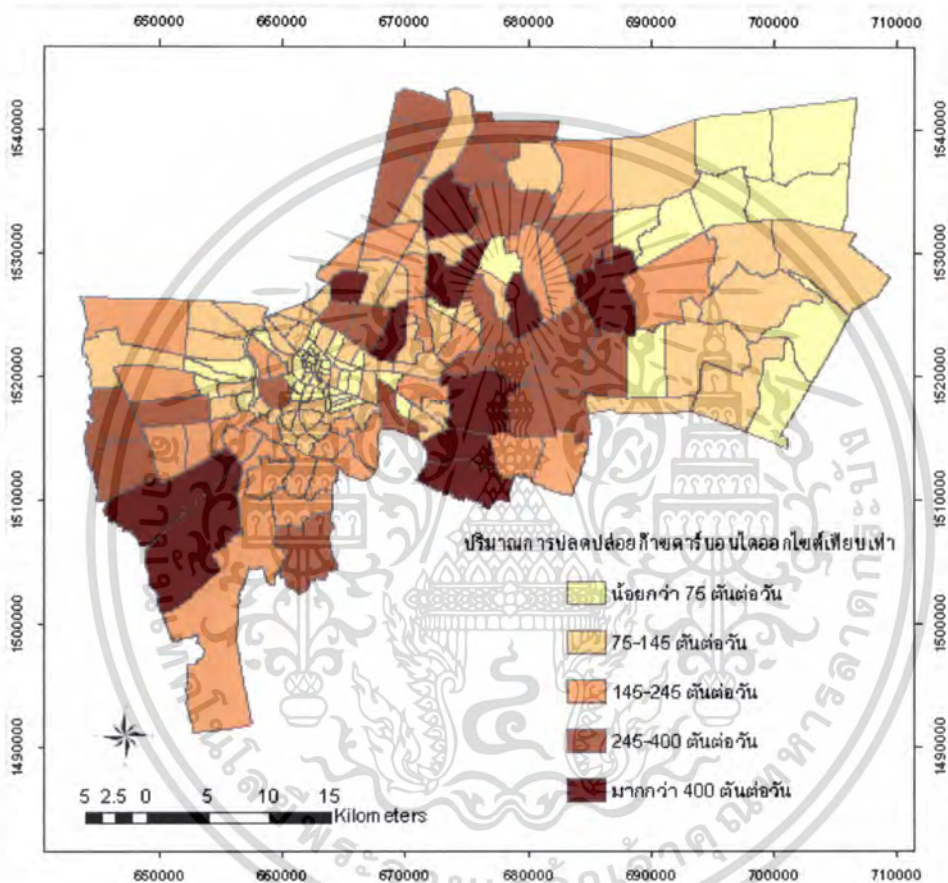 650000 660000 670000 680000 690000 700000 710000
1540000 1540000
1530000 1530000
1520000 1520000
1510000 1510000
1500000 1500000
1490000 1490000
ปริมาณการปลดปล่อยก๊าซคาร์บอนไดออกไซด์เทียบเท่า
น้อยกว่า 75 ตันต่อวัน
75-145 ตันต่อวัน
145-245 ตันต่อวัน
245-400 ตันต่อวัน
มากกว่า 400 ตันต่อวัน
5 2.5 0 5 10 15
Kilometers
650000 660000 670000 680000 690000 700000 710000